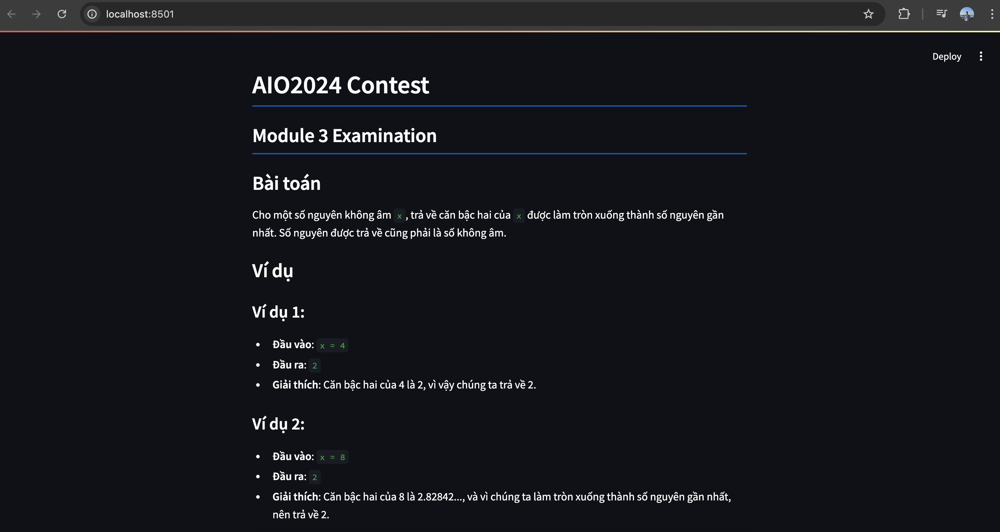 localhost:8501
Deploy
AIO2024 Contest
Module 3 Examination
Bài toán
Cho một số nguyên không âm x, trả về căn bậc hai của x được làm tròn xuống thành số nguyên gần
nhất. Số nguyên được trả về cũng phải là số không âm.
Ví dụ
Ví dụ 1:
• Đầu vào: x = 4
• Đầu ra: 2
• Giải thích: Căn bậc hai của 4 là 2, vì vậy chúng ta trả về 2.
Ví dụ 2:
• Đầu vào: x = 8
• Đầu ra: 2
• Giải thích: Căn bậc hai của 8 là 2.82842..., và vì chúng ta làm tròn xuống thành số nguyên gần nhất,
nên trả về 2.